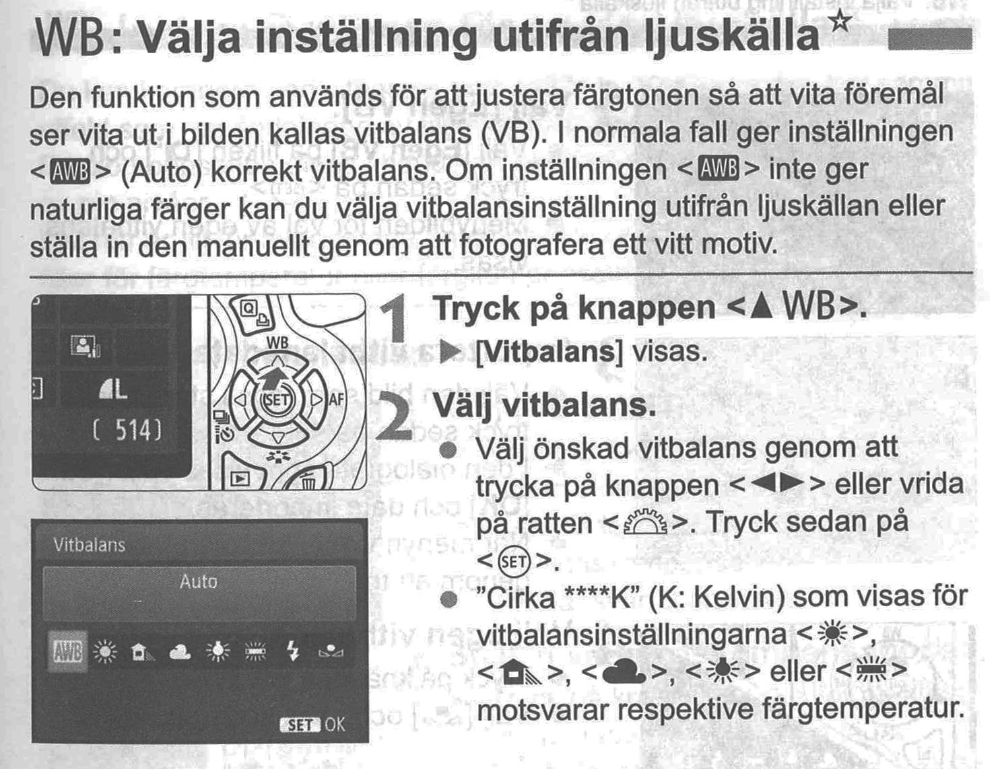 WB: Välja inställning utifrån ljuskälla☆
Den funktion som används för att justera färgtonen så att vita föremål
ser vita ut i bilden kallas vitbalans (VB). I normala fall ger inställningen
<AWB> (Auto) korrekt vitbalans. Om inställningen <AWB> inte ger
naturliga färger kan du välja vitbalansinställning utifrån ljuskällan eller
ställa in den manuellt genom att fotografera ett vitt motiv.
L
( 514)
Q
WB
SET
AF
1 Tryck på knappen <▲ WB>.
▶ [Vitbalans] visas.
2 Välj vitbalans.
● Välj önskad vitbalans genom att
trycka på knappen <◀▶> eller vrida
på ratten < >. Tryck sedan på
<SET>.
● ”Cirka ****K” (K: Kelvin) som visas för
vitbalansinställningarna < >,
< >, < >, < > eller < >
motsvarar respektive färgtemperatur.
Vitbalans
Auto
AWB
SET OK